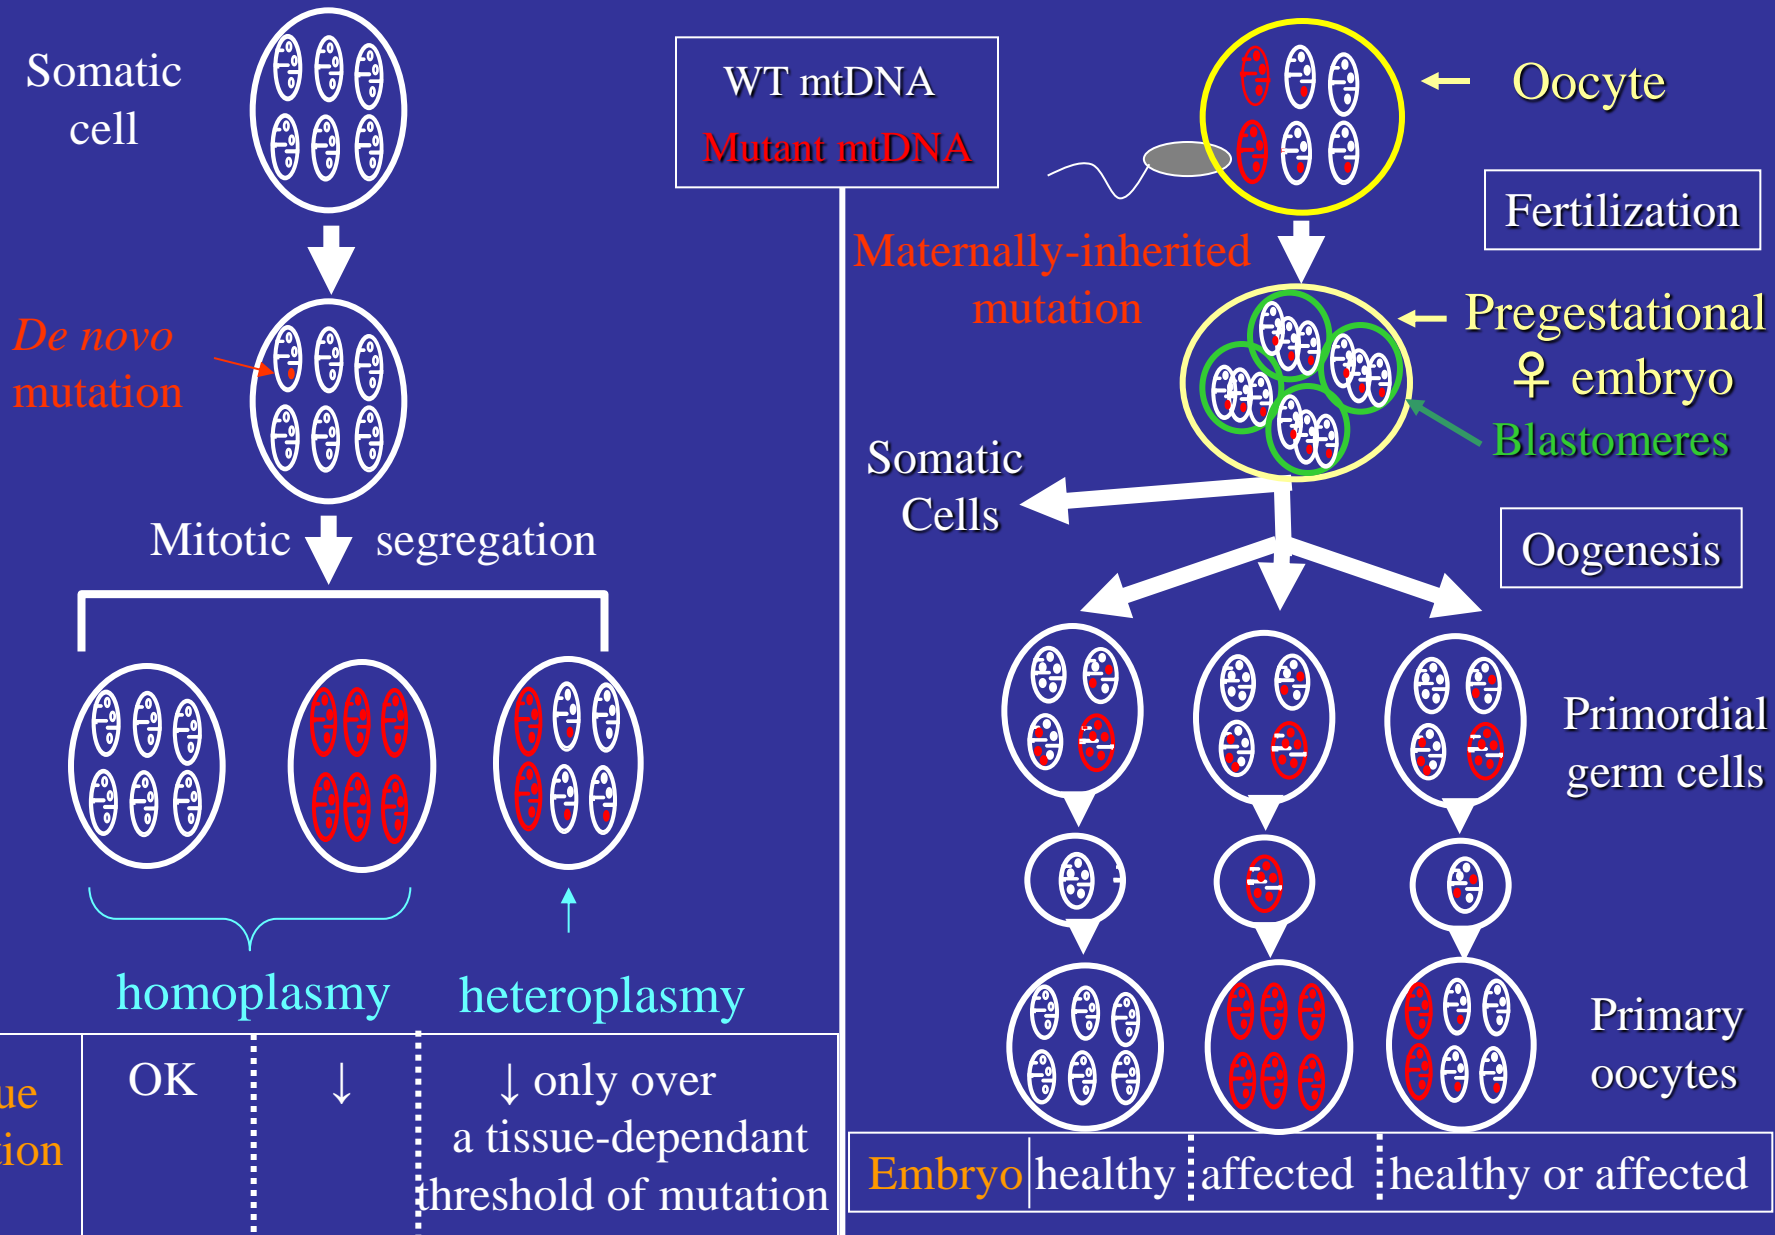 Somatic
cell
WT mtDNA
Mutant mtDNA
De novo
mutation
Mitotic segregation
homoplasmy
heteroplasmy
ue
tion
OK
↓
↓ only over
a tissue-dependant
threshold of mutation
Oocyte
Fertilization
Maternally-inherited
mutation
Pregestational
♀ embryo
Blastomeres
Somatic
Cells
Oogenesis
Primordial
germ cells
Primary
oocytes
Embryo healthy affected healthy or affected